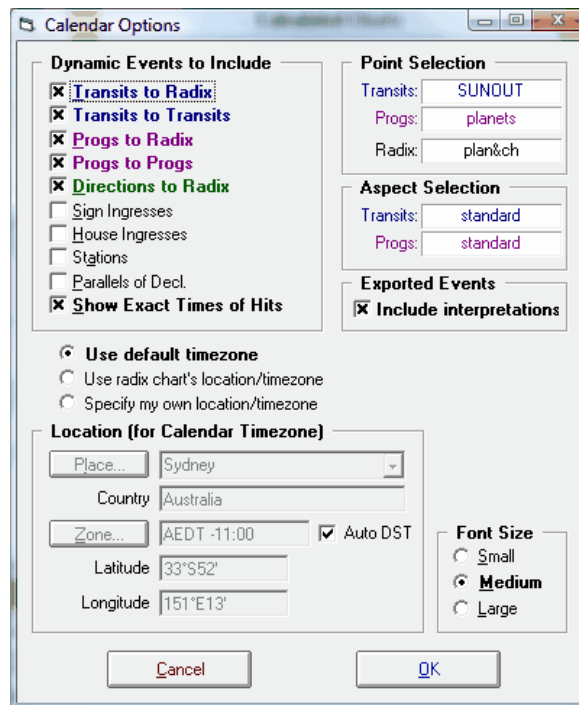 Calendar Options
Dynamic Events to Include
Transits to Radix
Transits to Transits
Progs to Radix
Progs to Progs
Directions to Radix
Sign Ingresses
House Ingresses
Stations
Parallels of Decl.
Show Exact Times of Hits
Point Selection
Transits: SUNOUT
Progs: planets
Radix: plan&ch
Aspect Selection
Transits: standard
Progs: standard
Exported Events
Include interpretations
Use default timezone
Use radix chart's location/timezone
Specify my own location/timezone
Location (for Calendar Timezone)
Place... Sydney
Country Australia
Zone... AEDT -11:00 Auto DST
Latitude 33°S52'
Longitude 151°E13'
Font Size
Small
Medium
Large
Cancel OK